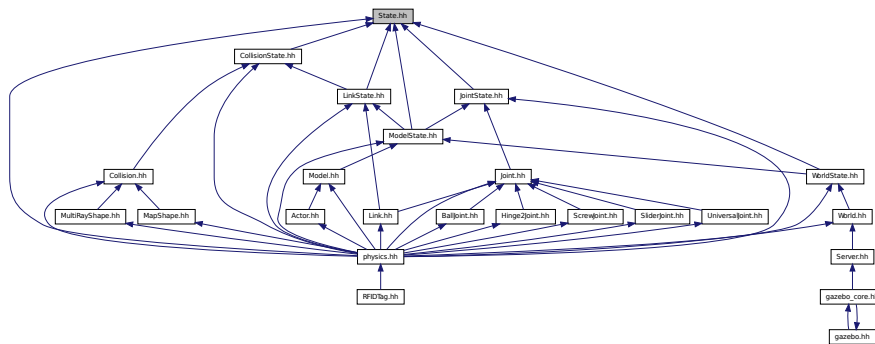 State.hh
CollisionState.hh
LinkState.hh
JointState.hh
ModelState.hh
Collision.hh
Model.hh
Joint.hh
WorldState.hh
MultiRayShape.hh
MapShape.hh
Actor.hh
Link.hh
BallJoint.hh
Hinge2Joint.hh
ScrewJoint.hh
SliderJoint.hh
UniversalJoint.hh
World.hh
physics.hh
Server.hh
RFIDTag.hh
gazebo_core.hh
gazebo.hh